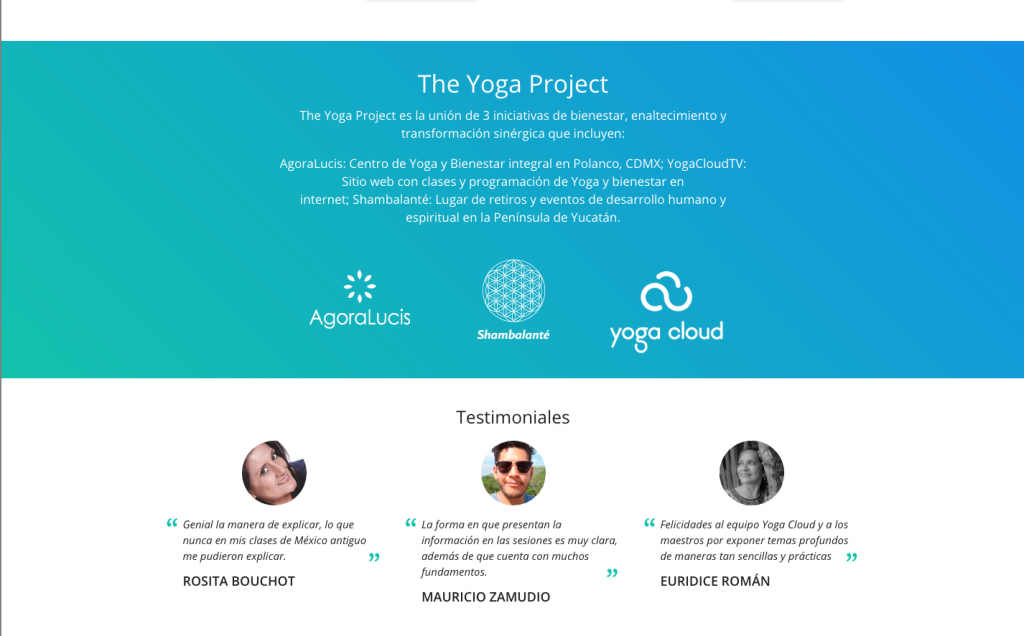 The Yoga Project
The Yoga Project es la unión de 3 iniciativas de bienestar, enaltecimiento y
transformación sinérgica que incluyen:
AgoraLucis: Centro de Yoga y Bienestar integral en Polanco, CDMX; YogaCloudTV:
Sitio web con clases y programación de Yoga y bienestar en
internet; Shambalanté: Lugar de retiros y eventos de desarrollo humano y
espiritual en la Península de Yucatán.
AgoraLucis
Shambalanté
yoga cloud
Testimoniales
“ Genial la manera de explicar, lo que
nunca en mis clases de México antiguo
me pudieron explicar. ”
ROSITA BOUCHOT
“ La forma en que presentan la
información en las sesiones es muy clara,
además de que cuenta con muchos
fundamentos. ”
MAURICIO ZAMUDIO
“ Felicidades al equipo Yoga Cloud y a los
maestros por exponer temas profundos
de maneras tan sencillas y prácticas ”
EURIDICE ROMÁN